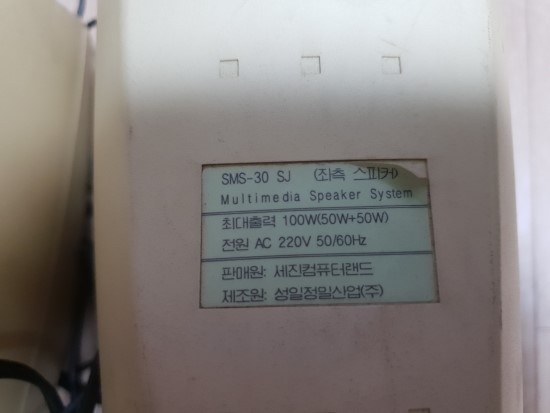 SMS-30 SJ (좌측 스피커)
Multimedia Speaker System
최대출력 100W(50W+50W)
전원 AC 220V 50/60Hz
판매원: 세진컴퓨터랜드
제조원: 성일정밀산업(주)